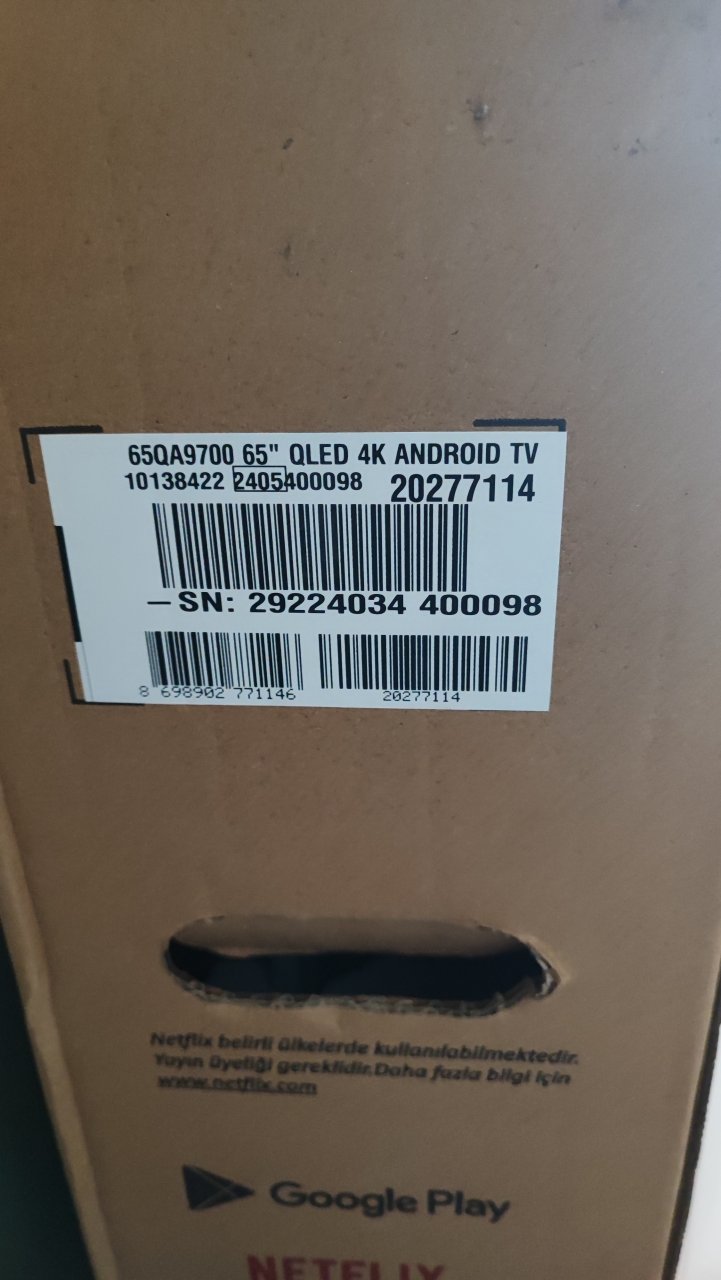 65QA9700 65" QLED 4K ANDROID TV
10138422 2405400098 20277114
—SN: 29224034 400098
8 698902 771146 20277114
Netflix belirli ülkelerde kullanılabilmektedir.
Yayın üyeliği gereklidir.Daha fazla bilgi için
www.netflix.com
Google Play
NETFLIX